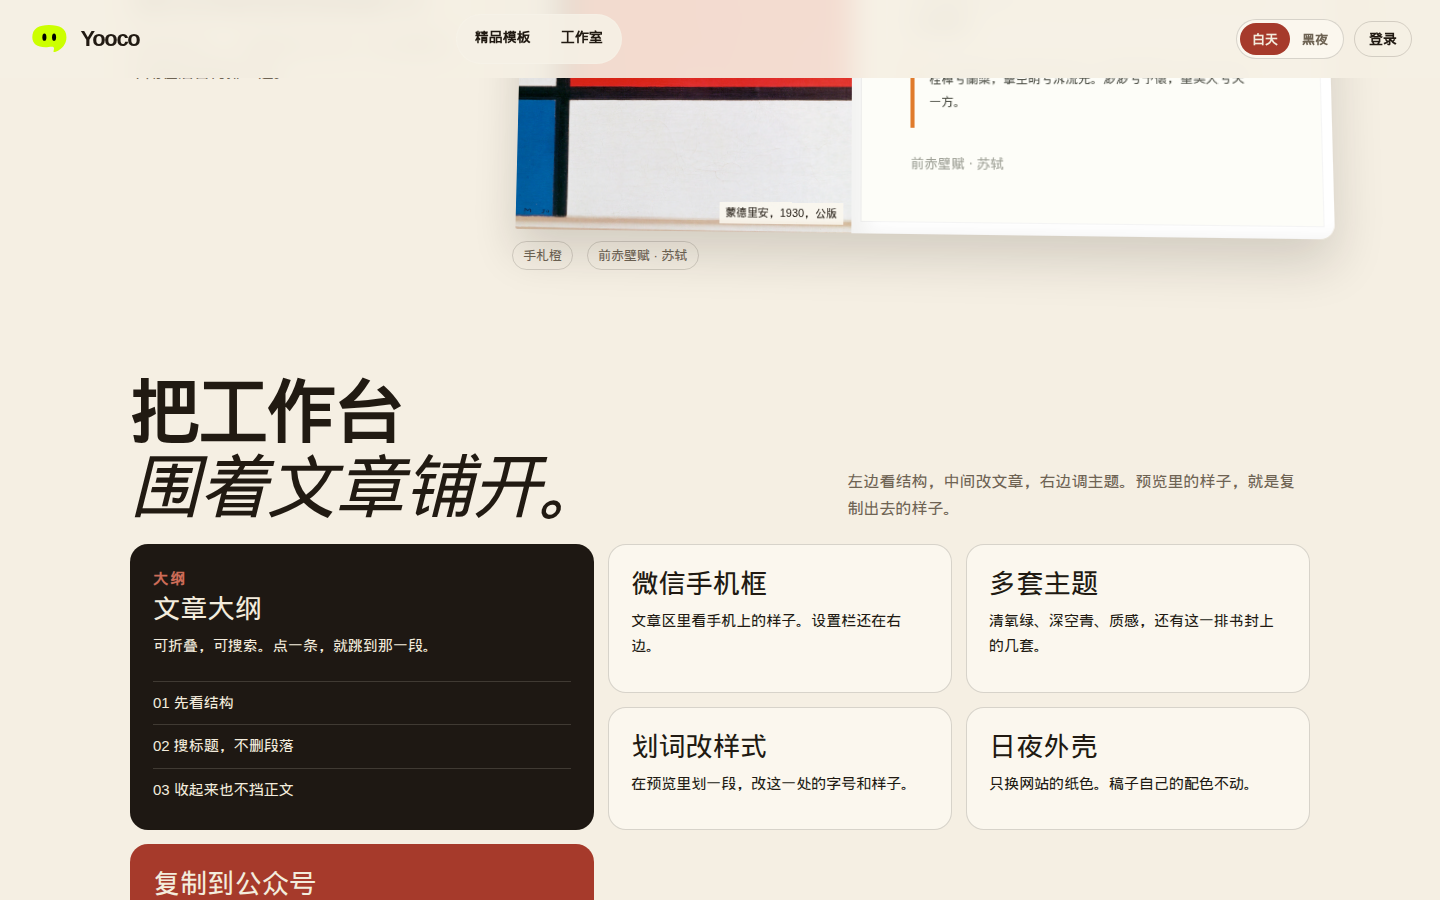 Yooco
精品模板
工作室
白天
黑夜
登录
一方。
前赤壁赋 · 苏轼
蒙德里安，1930，公版
手札橙
前赤壁赋 · 苏轼
把工作台
围着文章铺开。
左边看结构，中间改文章，右边调主题。预览里的样子，就是复
制出去的样子。
大纲
文章大纲
可折叠，可搜索。点一条，就跳到那一段。
01 先看结构
02 搜标题，不删段落
03 收起来也不挡正文
微信手机框
文章区里看手机上的样子。设置栏还在右
边。
多套主题
清氧绿、深空青、质感，还有这一排书封上
的几套。
划词改样式
在预览里划一段，改这一处的字号和样子。
日夜外壳
只换网站的纸色。稿子自己的配色不动。
复制到公众号